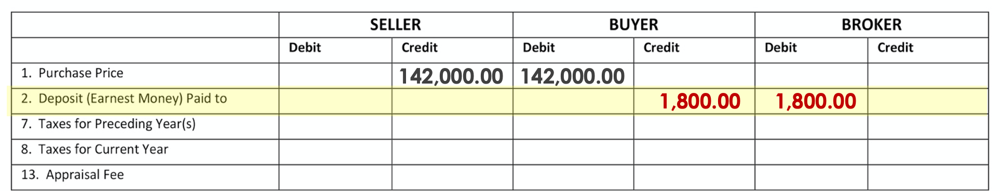 SELLER BUYER BROKER
Debit Credit Debit Credit Debit Credit
1. Purchase Price 142,000.00 142,000.00
2. Deposit (Earnest Money) Paid to 1,800.00 1,800.00
7. Taxes for Preceding Year(s)
8. Taxes for Current Year
13. Appraisal Fee